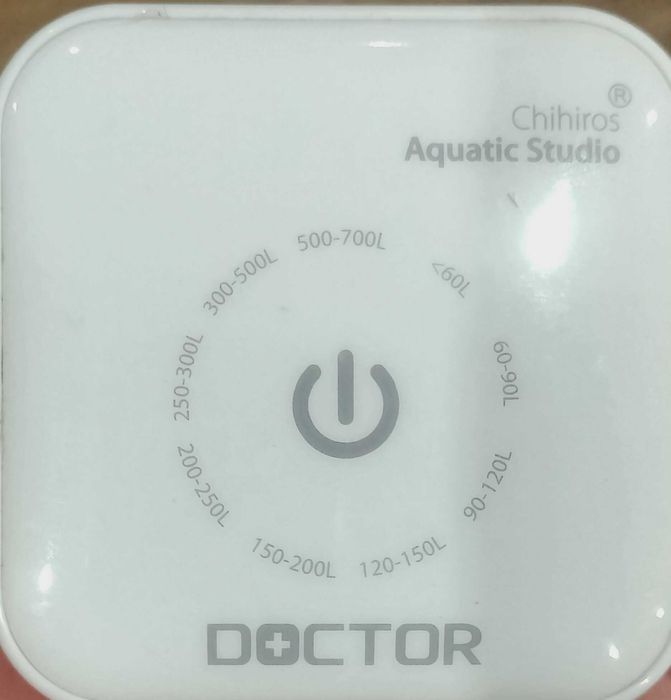 ®
Chihiros
Aquatic Studio
500-700L
<60L
60-90L
90-120L
120-150L
150-200L
200-250L
250-300L
300-500L
DOCTOR